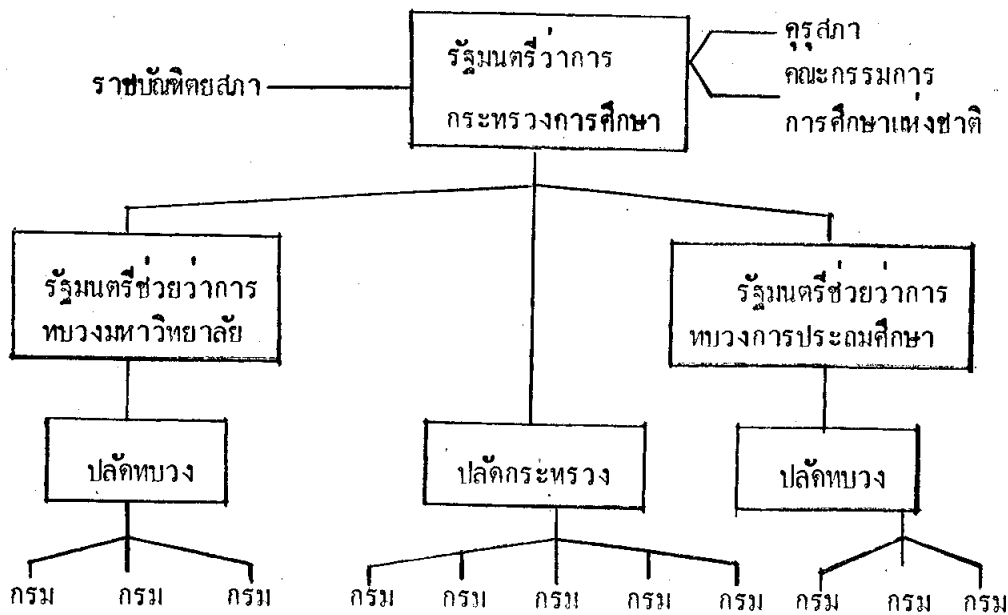 คุรุสภา
รัฐมนตรีว่าการ
คณะกรรมการ
ราชบัณฑิตยสภา
กระทรวงการศึกษา
การศึกษาแห่งชาติ
รัฐมนตรีช่วยว่าการ
ทบวงมหาวิทยาลัย
รัฐมนตรีช่วยว่าการ
ทบวงการประถมศึกษา
ปลัดทบวง
ปลัดกระทรวง
ปลัดทบวง
กรม กรม กรม กรม กรม กรม กรม กรม กรม กรม กรม